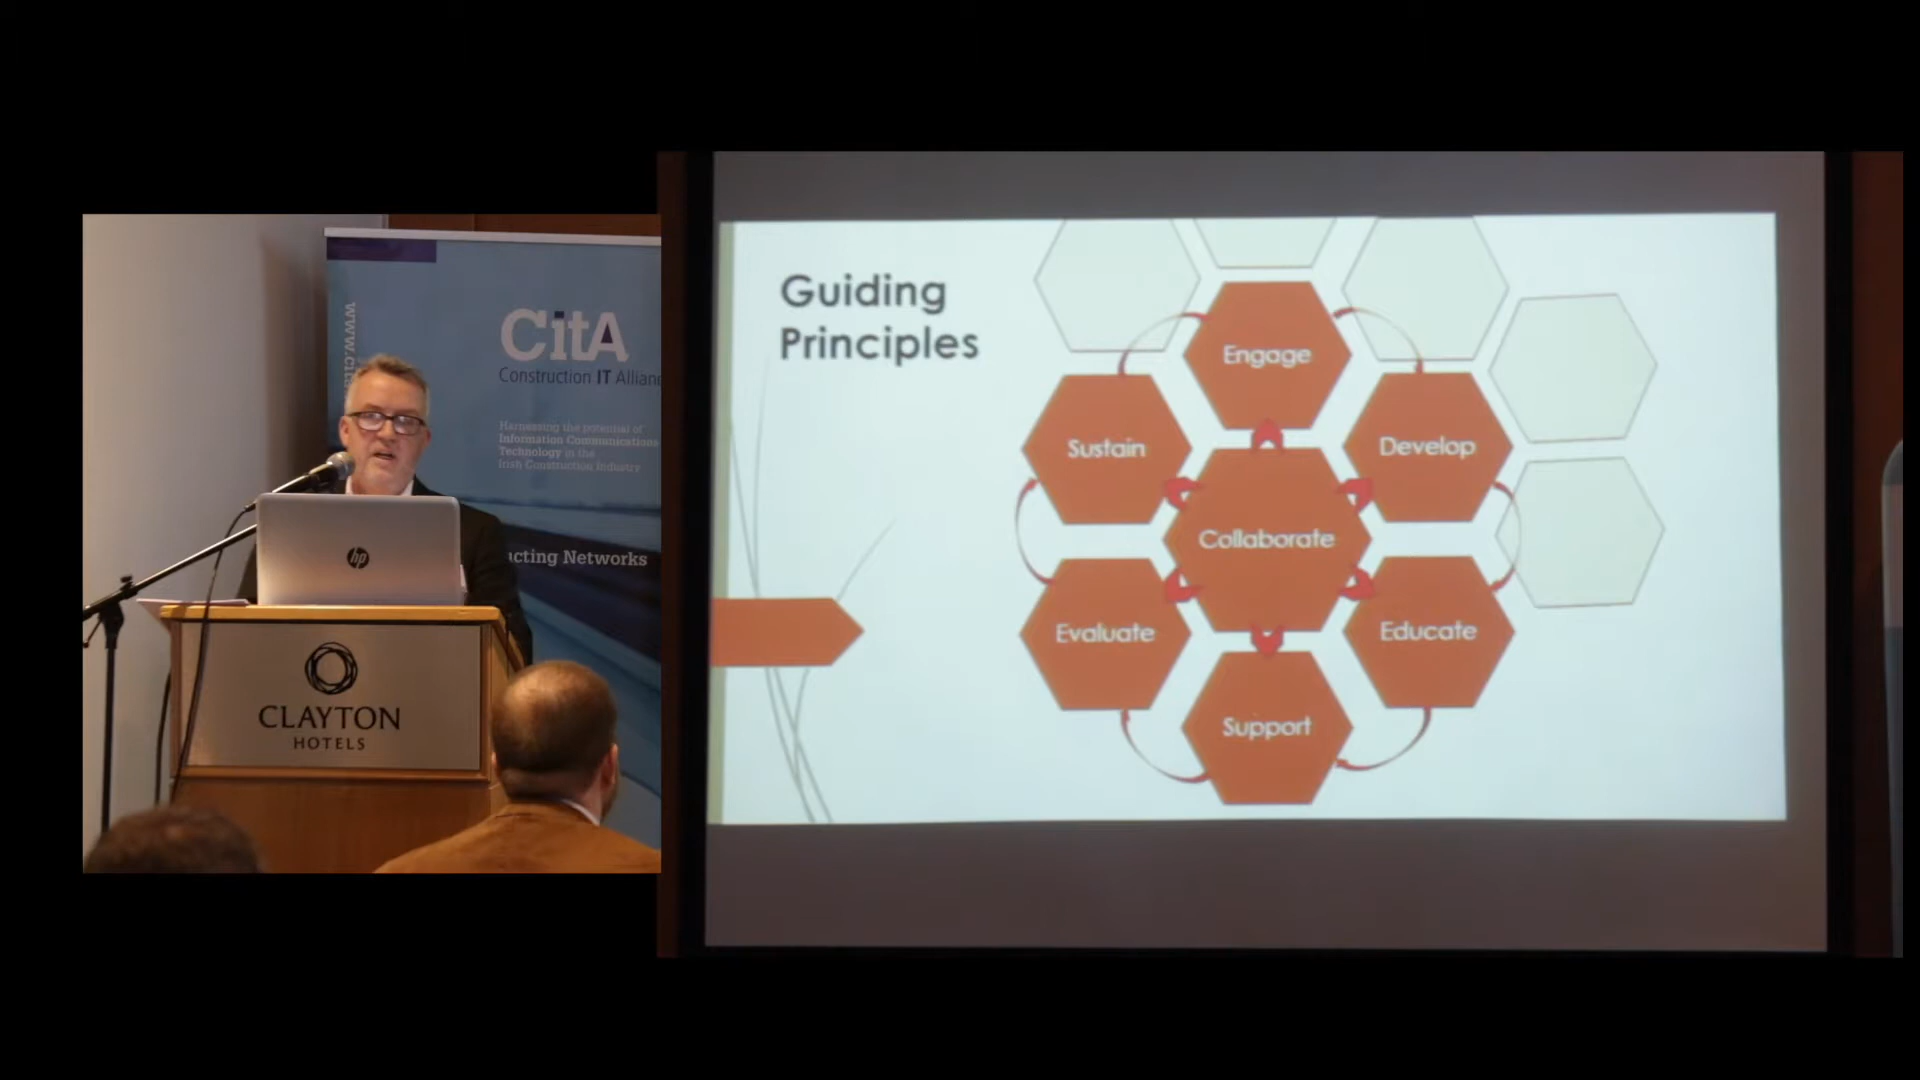 CitA
Construction IT Allian
Harnessing the potential of
Information Communications
Technology in the
Irish Construction Industry
ucting Networks
hp
CLAYTON
HOTELS
Guiding
Principles
Engage
Sustain
Develop
Collaborate
Evaluate
Educate
Support